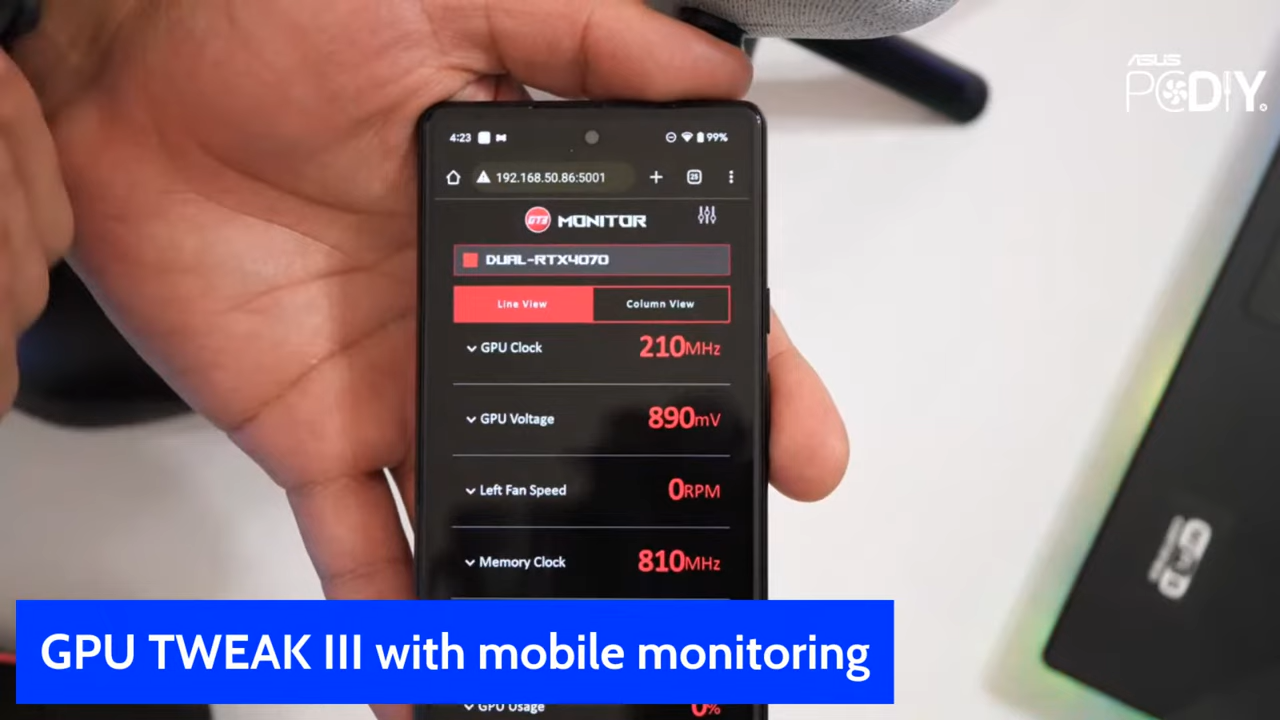 ASUS
PCDIY.
4:23
99%
192.168.50.86:5001
26
GT3 MONITOR
DUAL-RTX4070
Line View
Column View
GPU Clock 210MHz
GPU Voltage 890mV
Left Fan Speed 0RPM
Memory Clock 810MHz
GPU TWEAK III with mobile monitoring
GPU Usage 0%